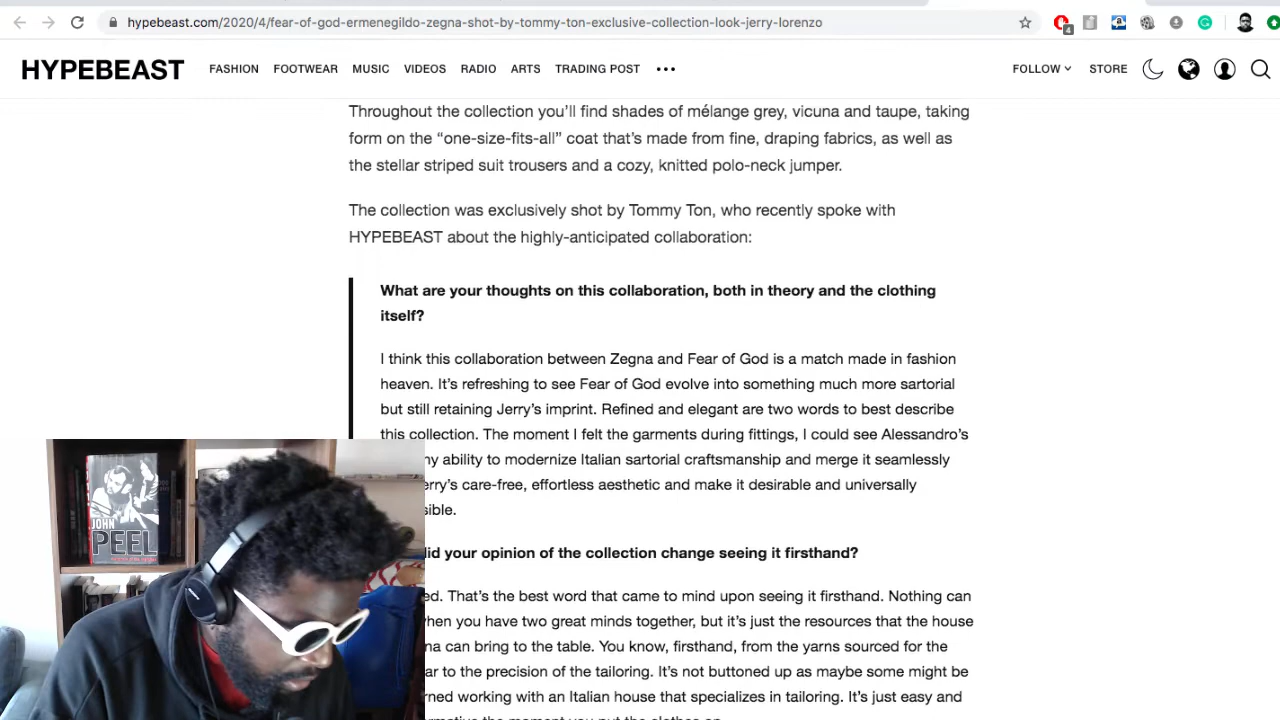 hypebeast.com/2020/4/fear-of-god-ermenegildo-zegna-shot-by-tommy-ton-exclusive-collection-look-jerry-lorenzo
4
HYPEBEAST FASHION FOOTWEAR MUSIC VIDEOS RADIO ARTS TRADING POST ••• FOLLOW STORE
Throughout the collection you’ll find shades of mélange grey, vicuna and taupe, taking
form on the “one-size-fits-all” coat that’s made from fine, draping fabrics, as well as
the stellar striped suit trousers and a cozy, knitted polo-neck jumper.
The collection was exclusively shot by Tommy Ton, who recently spoke with
HYPEBEAST about the highly-anticipated collaboration:
What are your thoughts on this collaboration, both in theory and the clothing
itself?
I think this collaboration between Zegna and Fear of God is a match made in fashion
heaven. It’s refreshing to see Fear of God evolve into something much more sartorial
but still retaining Jerry’s imprint. Refined and elegant are two words to best describe
this collection. The moment I felt the garments during fittings, I could see Alessandro’s
ability to modernize Italian sartorial craftsmanship and merge it seamlessly
care-free, effortless aesthetic and make it desirable and universally
your opinion of the collection change seeing it firsthand?
That’s the best word that came to mind upon seeing it firsthand. Nothing can
when you have two great minds together, but it’s just the resources that the house
can bring to the table. You know, firsthand, from the yarns sourced for the
to the precision of the tailoring. It’s not buttoned up as maybe some might be
working with an Italian house that specializes in tailoring. It’s just easy and
the moment you put the clothes on.
JOHN
PEEL